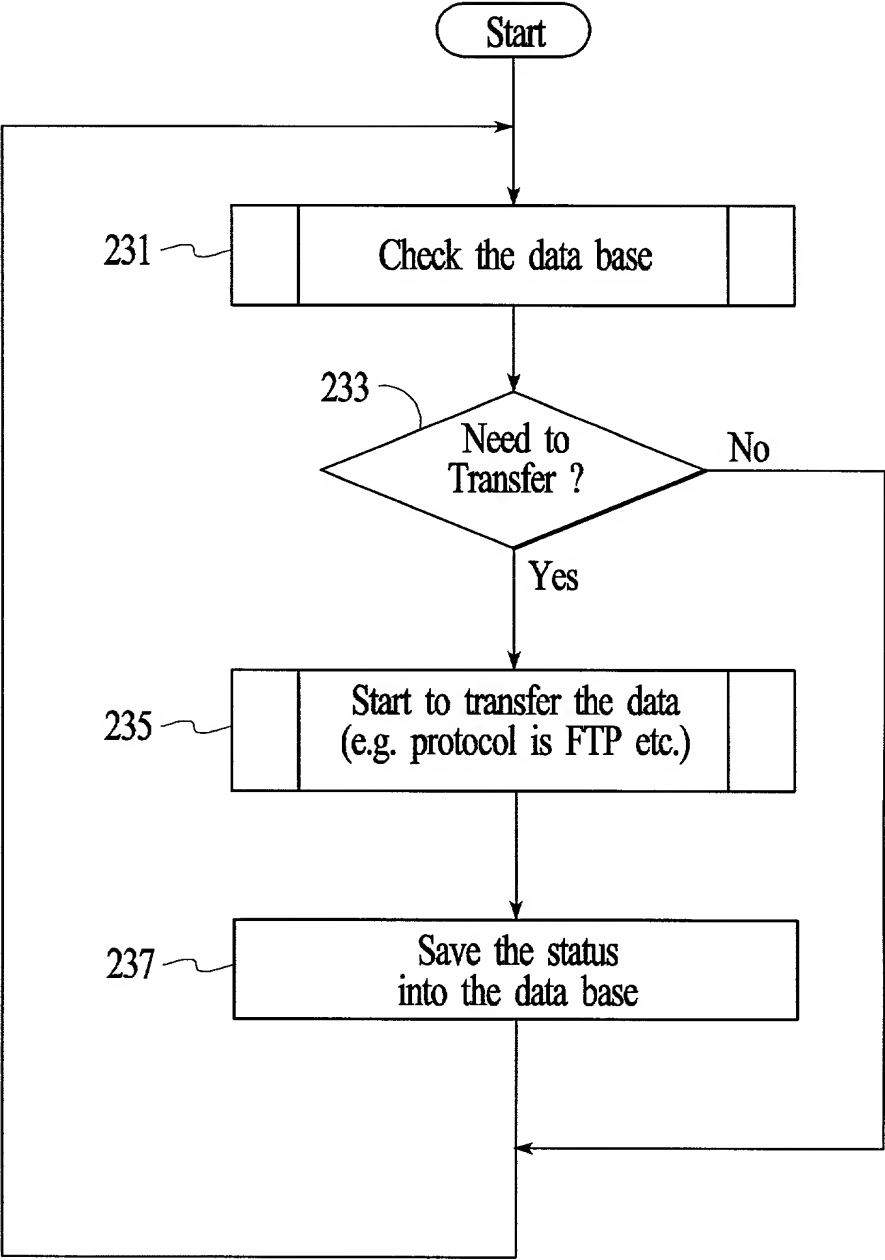 Start
231
Check the data base
233
Need to
Transfer ?
No
Yes
235
Start to transfer the data
(e.g. protocol is FTP etc.)
237
Save the status
into the data base